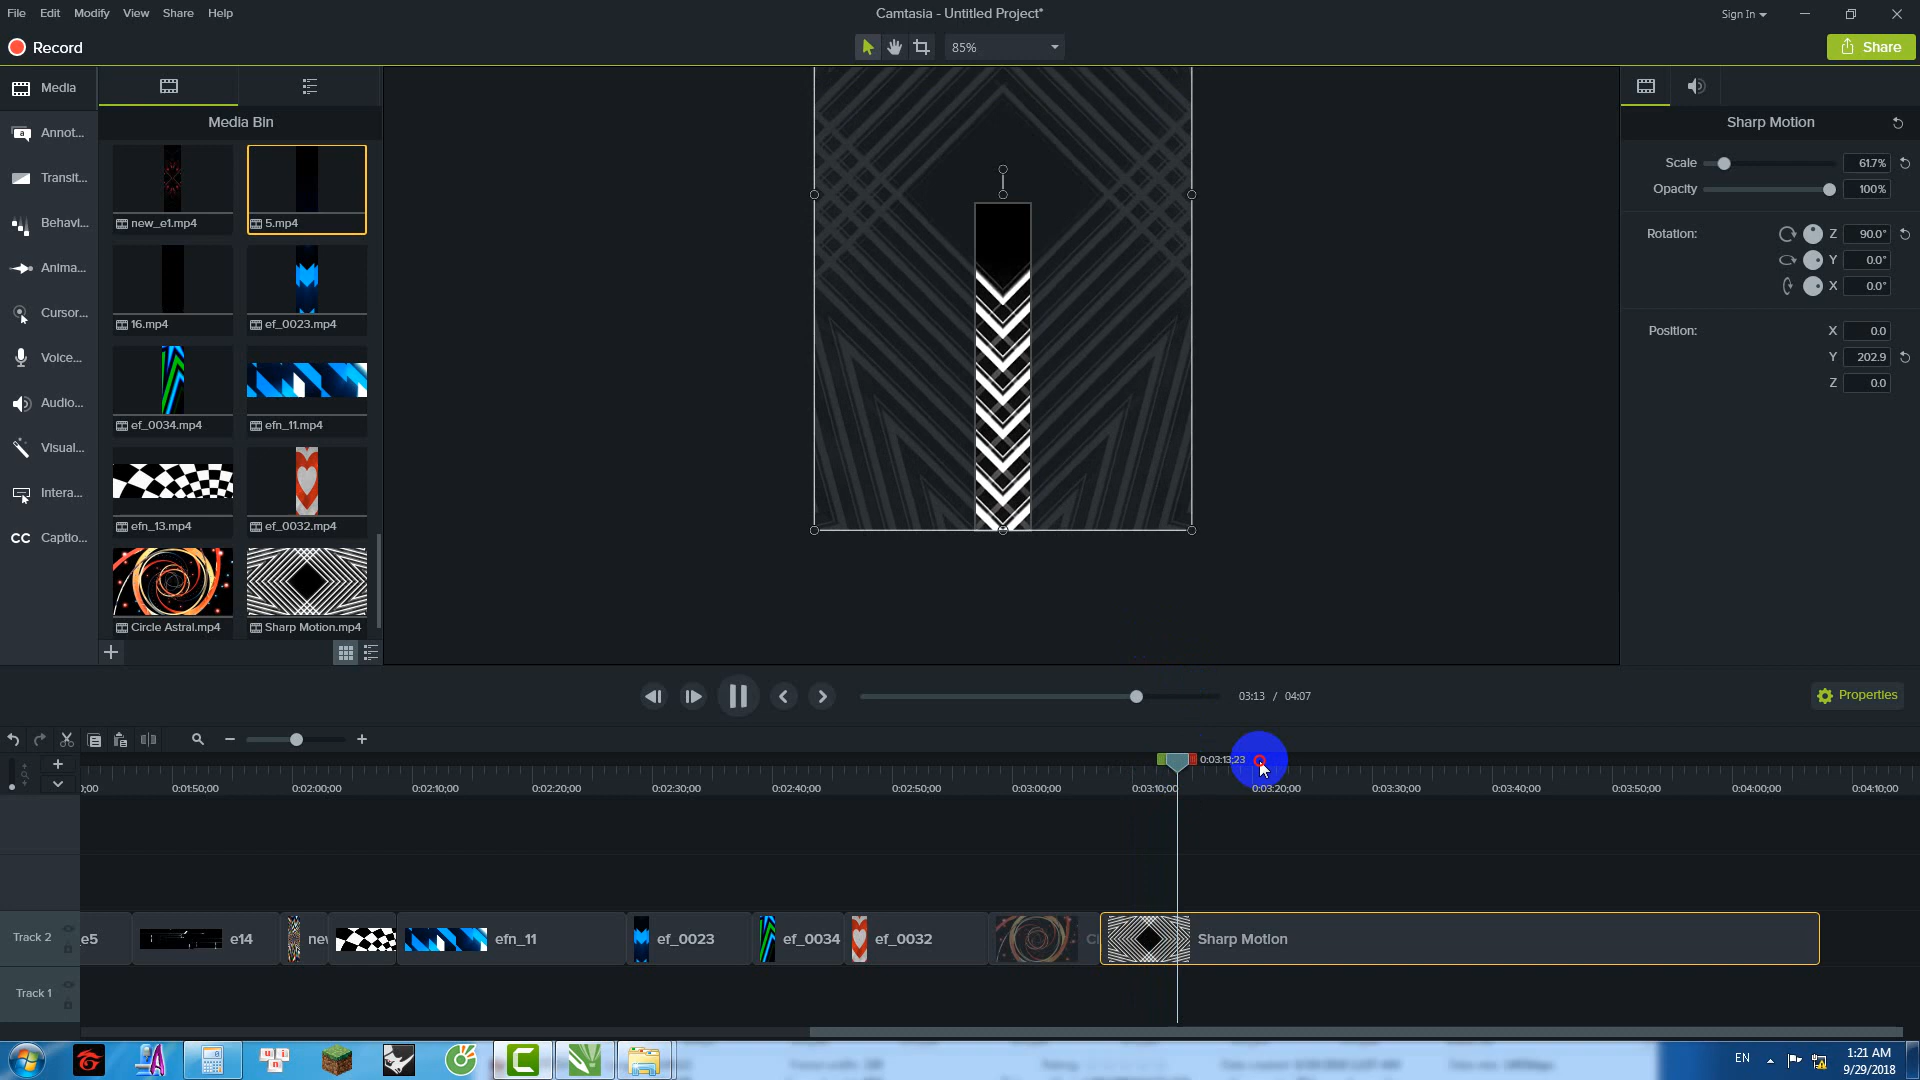 File Edit Modify View Share Help
Camtasia - Untitled Project*
Sign In
Record
85%
Share
Media
Annot...
Transit...
Behavi...
Anima...
Cursor...
Voice...
Audio...
Visual...
Intera...
CC Captio...
Media Bin
new_e1.mp4
5.mp4
16.mp4
ef_0023.mp4
ef_0034.mp4
efn_11.mp4
efn_13.mp4
ef_0032.mp4
Circle Astral.mp4
Sharp Motion.mp4
Sharp Motion
Scale 61.7%
Opacity 100%
Rotation: Z 90.0°
Y 0.0°
X 0.0°
Position: X 0.0
Y 202.9
Z 0.0
03:13 / 04:07
Properties
0:03:13;23
0:01:50;00 0:02:00;00 0:02:10;00 0:02:20;00 0:02:30;00 0:02:40;00 0:02:50;00 0:03:00;00 0:03:10;00 0:03:20;00 0:03:30;00 0:03:40;00 0:03:50;00 0:04:00;00 0:04:10;00
Track 2
e5
e14
efn_11
ef_0023
ef_0034
ef_0032
Sharp Motion
Track 1
EN
1:21 AM
9/29/2018